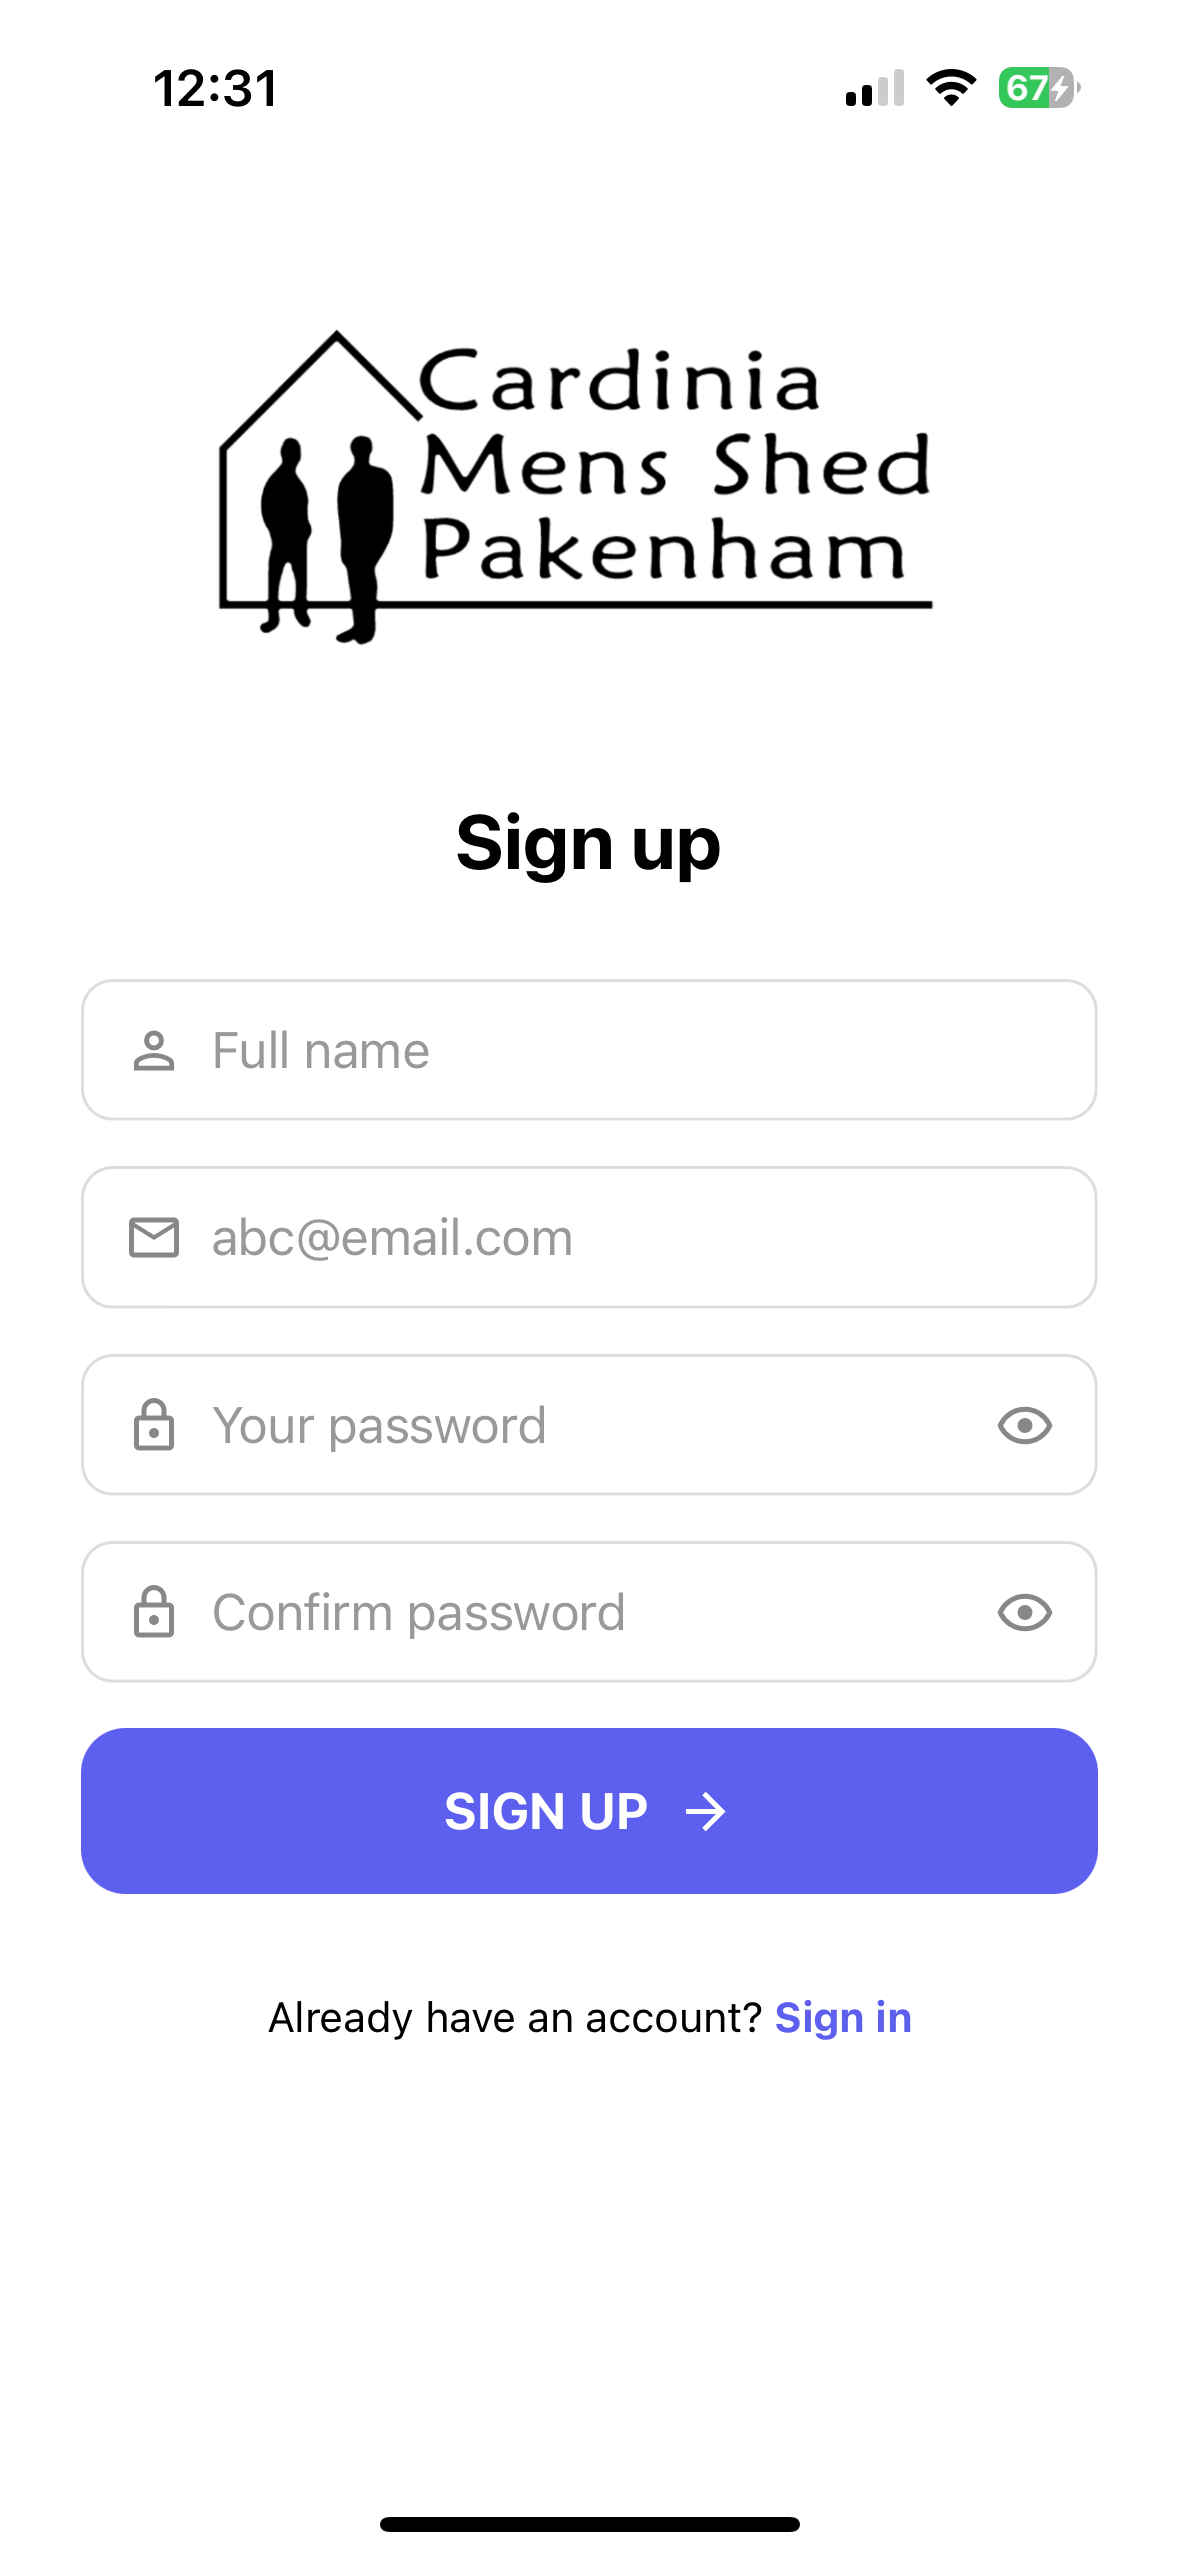 12:31
67
Cardinia
Mens Shed
Pakenham
Sign up
Full name
abc@email.com
Your password
Confirm password
SIGN UP →
Already have an account? Sign in